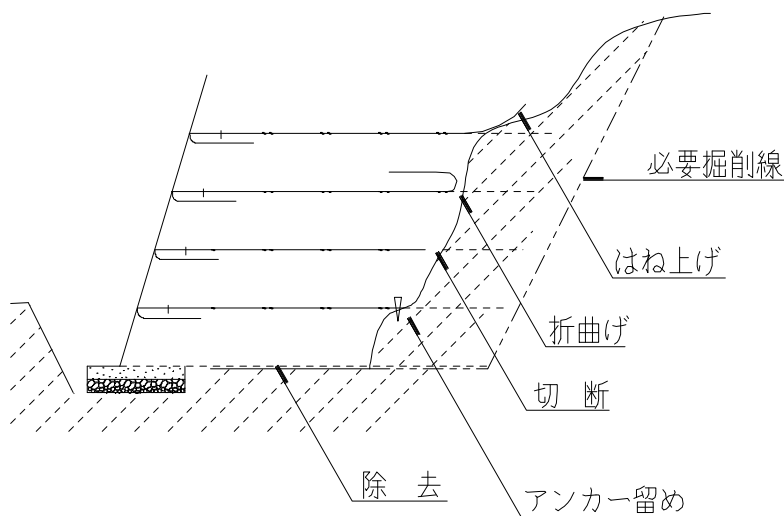 必要掘削線
はね上げ
折曲げ
切断
除去
アンカー留め